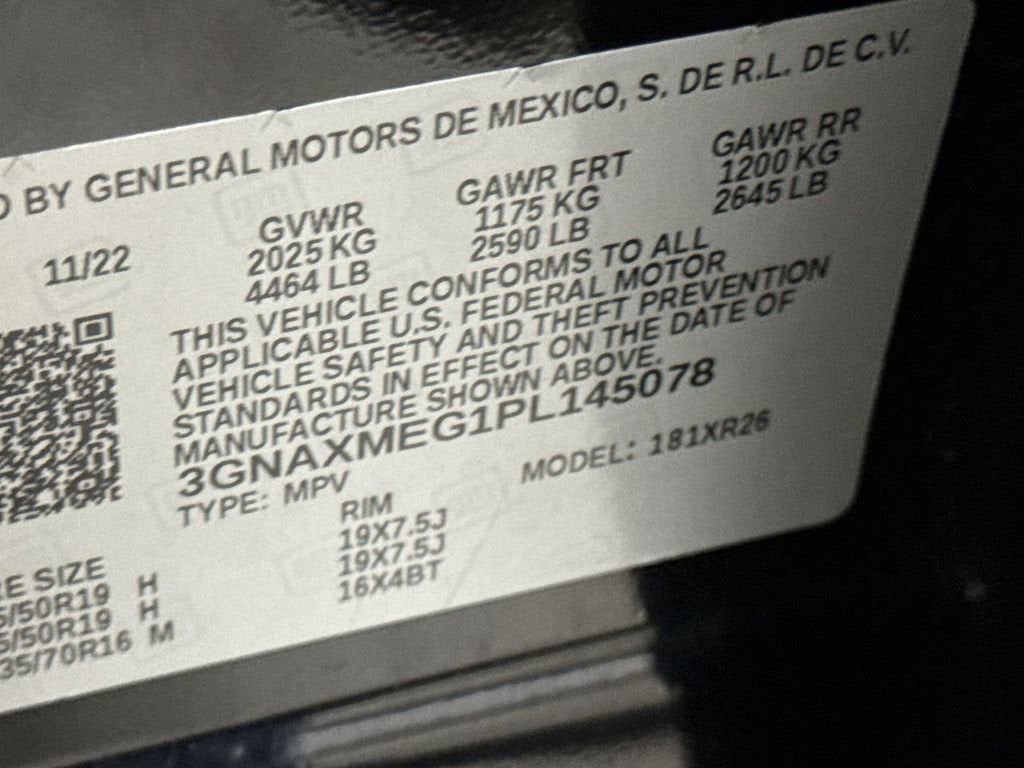 D BY GENERAL MOTORS DE MEXICO, S. DE R.L. DE C.V.
11/22 GVWR GAWR FRT GAWR RR
2025 KG 1175 KG 1200 KG
4464 LB 2590 LB 2645 LB
THIS VEHICLE CONFORMS TO ALL
APPLICABLE U.S. FEDERAL MOTOR
VEHICLE SAFETY AND THEFT PREVENTION
STANDARDS IN EFFECT ON THE DATE OF
MANUFACTURE SHOWN ABOVE.
3GNAXMEG1PL145078
TYPE: MPV MODEL: 181XR26
RE SIZE RIM
5/50R19 H 19X7.5J
5/50R19 H 19X7.5J
35/70R16 M 16X4BT